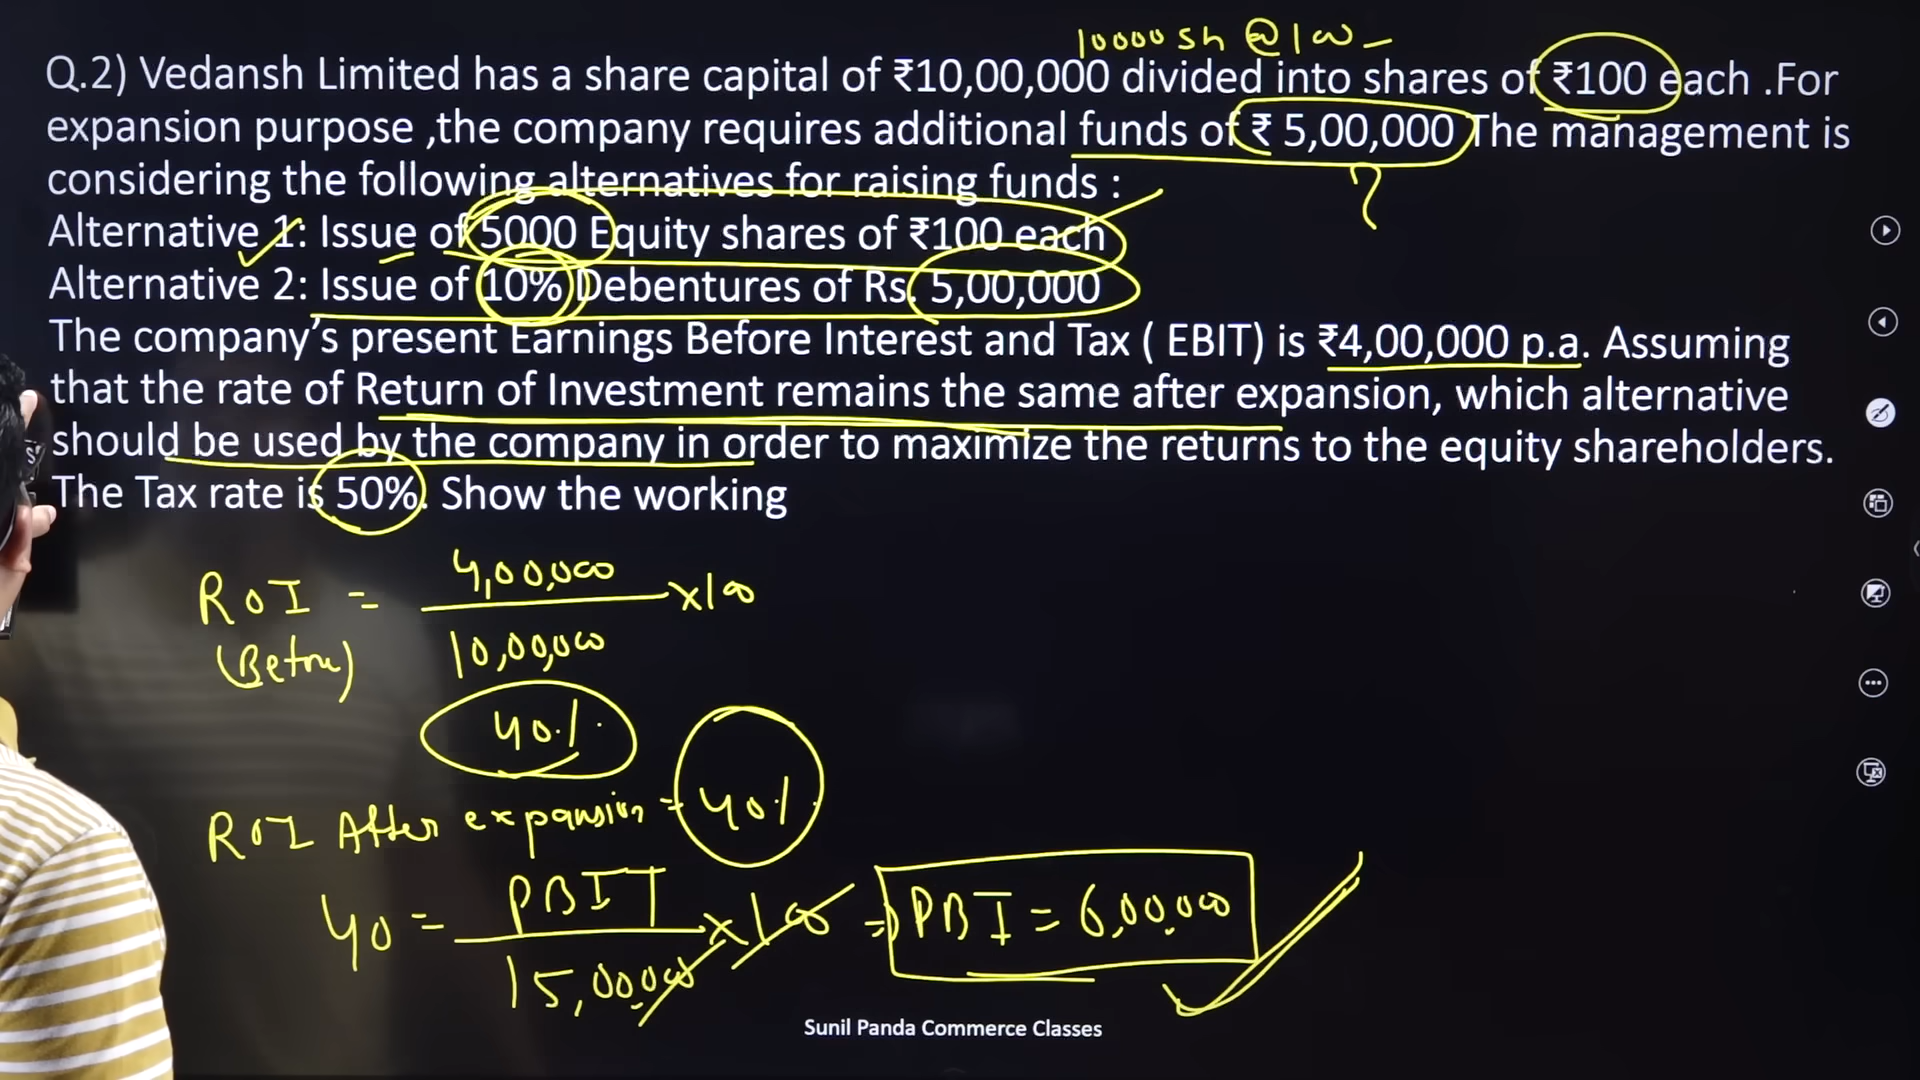 10000 sh @ 100
Q.2) Vedansh Limited has a share capital of ₹10,00,000 divided into shares of ₹100 each .For
expansion purpose ,the company requires additional funds of ₹ 5,00,000 The management is
considering the following alternatives for raising funds :
?
Alternative 1: Issue of 5000 Equity shares of ₹100 each
Alternative 2: Issue of 10% Debentures of Rs. 5,00,000
The company’s present Earnings Before Interest and Tax ( EBIT) is ₹4,00,000 p.a. Assuming
that the rate of Return of Investment remains the same after expansion, which alternative
should be used by the company in order to maximize the returns to the equity shareholders.
The Tax rate is 50%. Show the working
ROI = 4,00,000 x100
(Before) 10,00,000
40%
ROI After expansion = 40%
40 = PBIT x100 => PBI = 6,00,000
15,00,000
Sunil Panda Commerce Classes